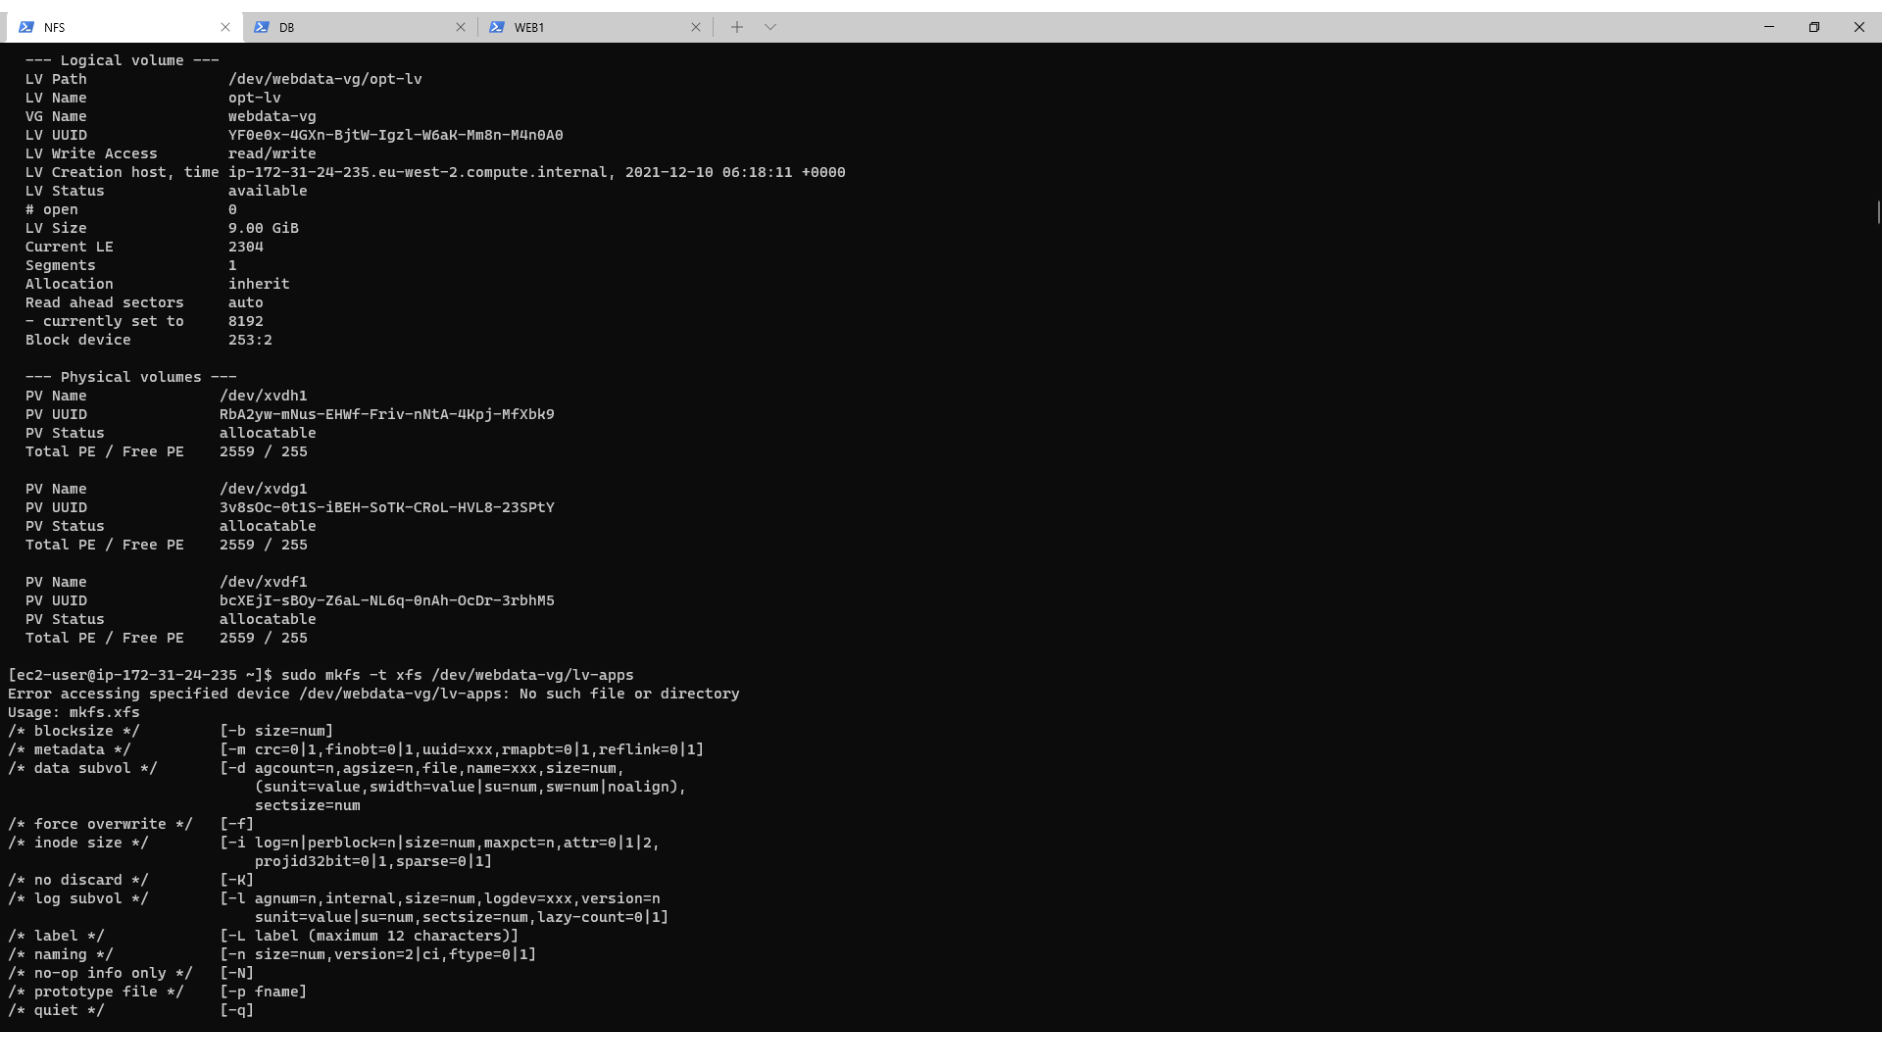 NFS
DB
WEB1
--- Logical volume ---
LV Path                /dev/webdata-vg/opt-lv
LV Name                opt-lv
VG Name                webdata-vg
LV UUID                YF0e0x-4GXn-BjtW-Igzl-W6aK-Mm8n-M4n0A0
LV Write Access        read/write
LV Creation host, time ip-172-31-24-235.eu-west-2.compute.internal, 2021-12-10 06:18:11 +0000
LV Status              available
# open                 0
LV Size                9.00 GiB
Current LE             2304
Segments               1
Allocation             inherit
Read ahead sectors     auto
- currently set to     8192
Block device           253:2
--- Physical volumes ---
PV Name               /dev/xvdh1
PV UUID               RbA2yw-mNus-EHWf-Friv-nNtA-4Kpj-MfXbk9
PV Status             allocatable
Total PE / Free PE    2559 / 255
PV Name               /dev/xvdg1
PV UUID               3v8sOc-0t1S-iBEH-SoTK-CRoL-HVL8-23SPtY
PV Status             allocatable
Total PE / Free PE    2559 / 255
PV Name               /dev/xvdf1
PV UUID               bcXEjI-sBOy-Z6aL-NL6q-0nAh-OcDr-3rbhM5
PV Status             allocatable
Total PE / Free PE    2559 / 255
[ec2-user@ip-172-31-24-235 ~]$ sudo mkfs -t xfs /dev/webdata-vg/lv-apps
Error accessing specified device /dev/webdata-vg/lv-apps: No such file or directory
Usage: mkfs.xfs
/* blocksize */         [-b size=num]
/* metadata */          [-m crc=0|1,finobt=0|1,uuid=xxx,rmapbt=0|1,reflink=0|1]
/* data subvol */       [-d agcount=n,agsize=n,file,name=xxx,size=num,
(sunit=value,swidth=value|su=num,sw=num|noalign),
sectsize=num
/* force overwrite */   [-f]
/* inode size */        [-i log=n|perblock=n|size=num,maxpct=n,attr=0|1|2,
projid32bit=0|1,sparse=0|1]
/* no discard */        [-K]
/* log subvol */        [-l agnum=n,internal,size=num,logdev=xxx,version=n
sunit=value|su=num,sectsize=num,lazy-count=0|1]
/* label */             [-L label (maximum 12 characters)]
/* naming */            [-n size=num,version=2|ci,ftype=0|1]
/* no-op info only */   [-N]
/* prototype file */    [-p fname]
/* quiet */             [-q]